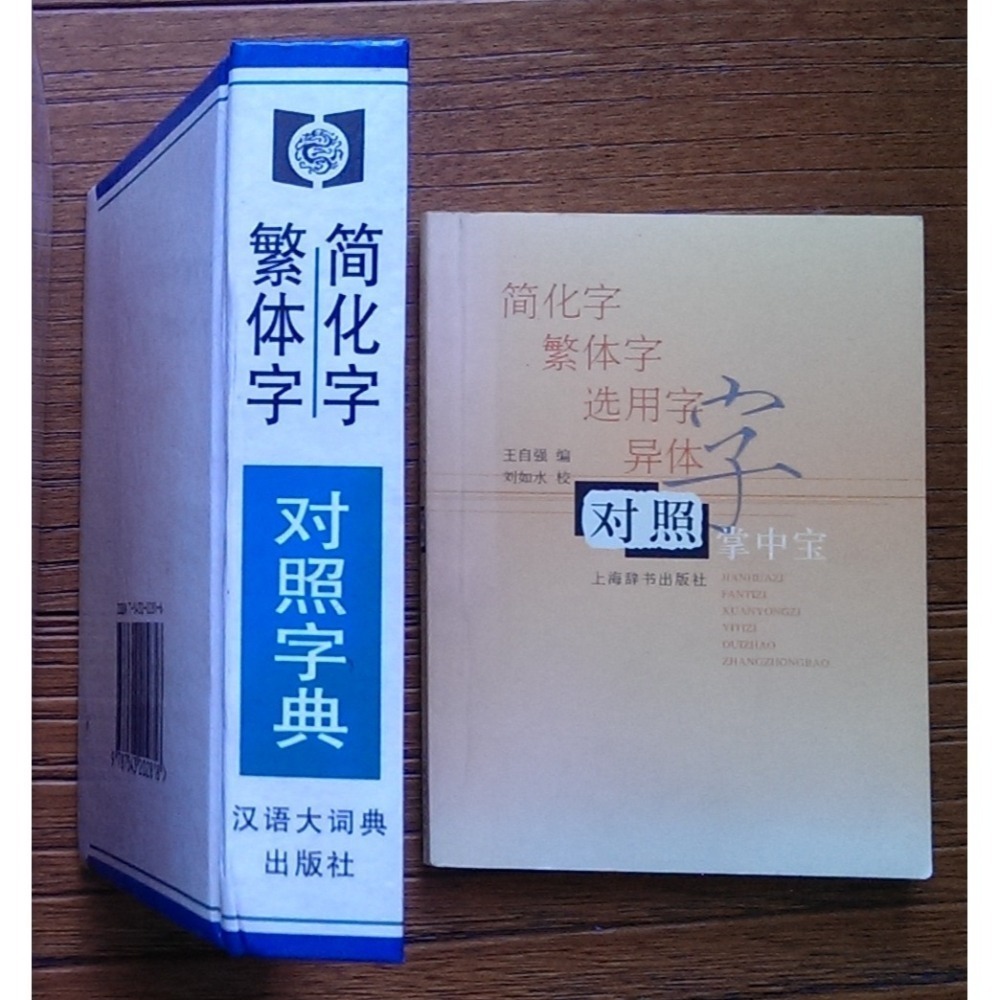 简化字
繁体字
对照字典
汉语大词典
出版社
简化字
繁体字
选用字
异体字
王自强 编
刘如水 校
对照
掌中宝
上海辞书出版社
JIANHUAZI
FANTIZI
XUANYONGZI
YITIZI
DUIZHAO
ZHANGZHONGBAO